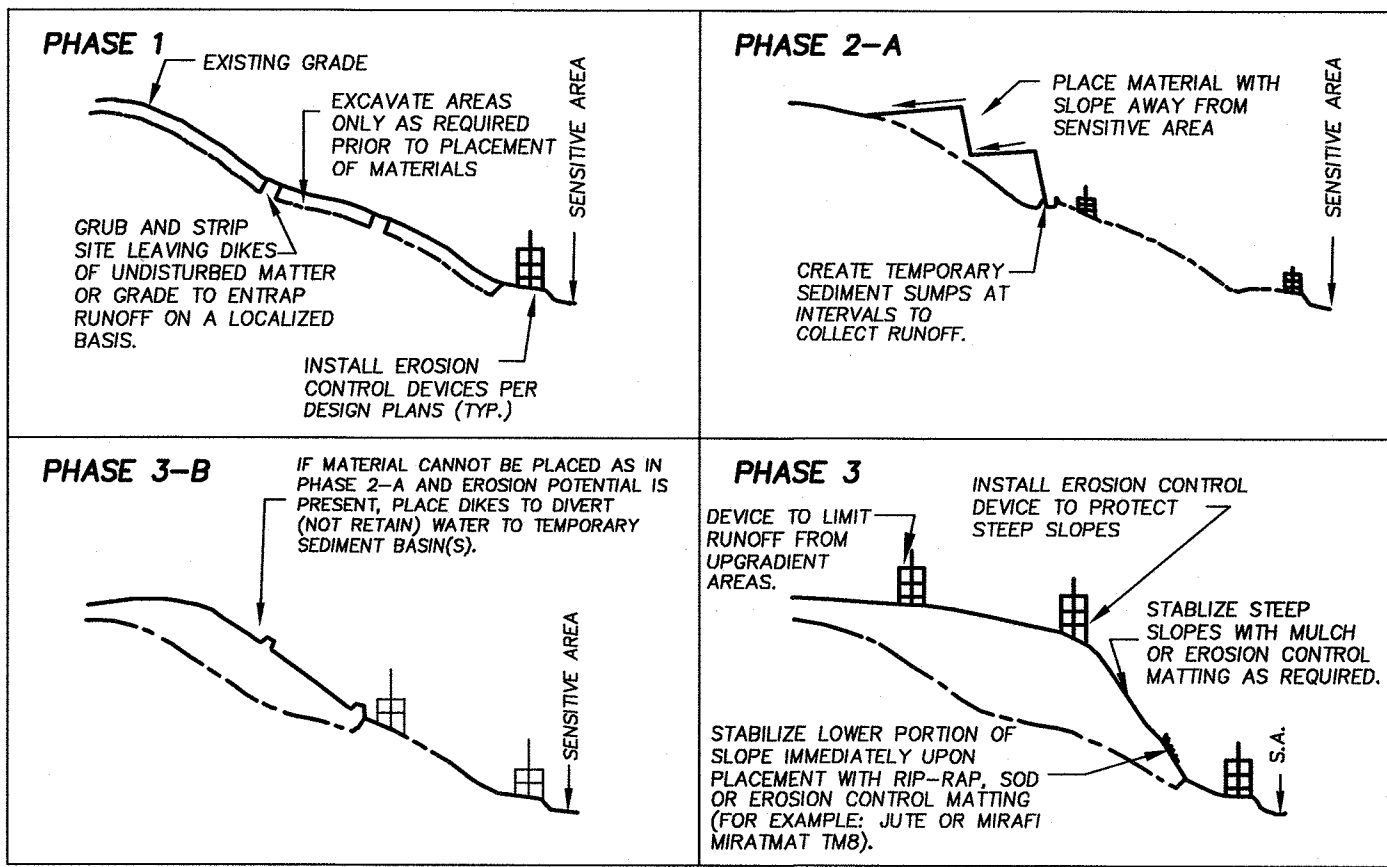 PHASE 1
EXISTING GRADE
EXCAVATE AREAS
ONLY AS REQUIRED
PRIOR TO PLACEMENT
OF MATERIALS
SENSITIVE AREA
GRUB AND STRIP
SITE LEAVING DIKES
OF UNDISTURBED MATTER
OR GRADE TO ENTRAP
RUNOFF ON A LOCALIZED
BASIS.
INSTALL EROSION
CONTROL DEVICES PER
DESIGN PLANS (TYP.)
PHASE 2-A
PLACE MATERIAL WITH
SLOPE AWAY FROM
SENSITIVE AREA
SENSITIVE AREA
CREATE TEMPORARY
SEDIMENT SUMPS AT
INTERVALS TO
COLLECT RUNOFF.
PHASE 3-B
IF MATERIAL CANNOT BE PLACED AS IN
PHASE 2-A AND EROSION POTENTIAL IS
PRESENT, PLACE DIKES TO DIVERT
(NOT RETAIN) WATER TO TEMPORARY
SEDIMENT BASIN(S).
SENSITIVE AREA
PHASE 3
DEVICE TO LIMIT
RUNOFF FROM
UPGRADIENT
AREAS.
INSTALL EROSION CONTROL
DEVICE TO PROTECT
STEEP SLOPES
STABLIZE STEEP
SLOPES WITH MULCH
OR EROSION CONTROL
MATTING AS REQUIRED.
STABILIZE LOWER PORTION OF
SLOPE IMMEDIATELY UPON
PLACEMENT WITH RIP-RAP, SOD
OR EROSION CONTROL MATTING
(FOR EXAMPLE: JUTE OR MIRAFI
MIRATMAT TM8).
S.A.